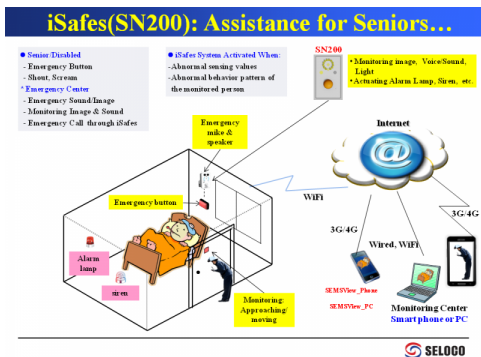 iSafes(SN200): Assistance for Seniors…
Senior/Disabled
- Emergency Button
- Shout, Scream
* Emergency Center
- Emergency Sound/Image
- Monitoring Image & Sound
- Emergency Call through iSafes
iSafes System Activated When:
-Abnormal sensing values
-Abnormal behavior pattern of
the monitored person
SN200
Monitoring image, Voice/Sound,
Light
Actuating Alarm Lamp, Siren, etc.
Emergency
mike &
speaker
Internet
@
WiFi
Emergency button
3G/4G
3G/4G
Wired, WiFi
Alarm
lamp
siren
Monitoring:
Approaching/
moving
SEMSView_Phone
SEMSView_PC
Monitoring Center
Smart phone or PC
SELOCO